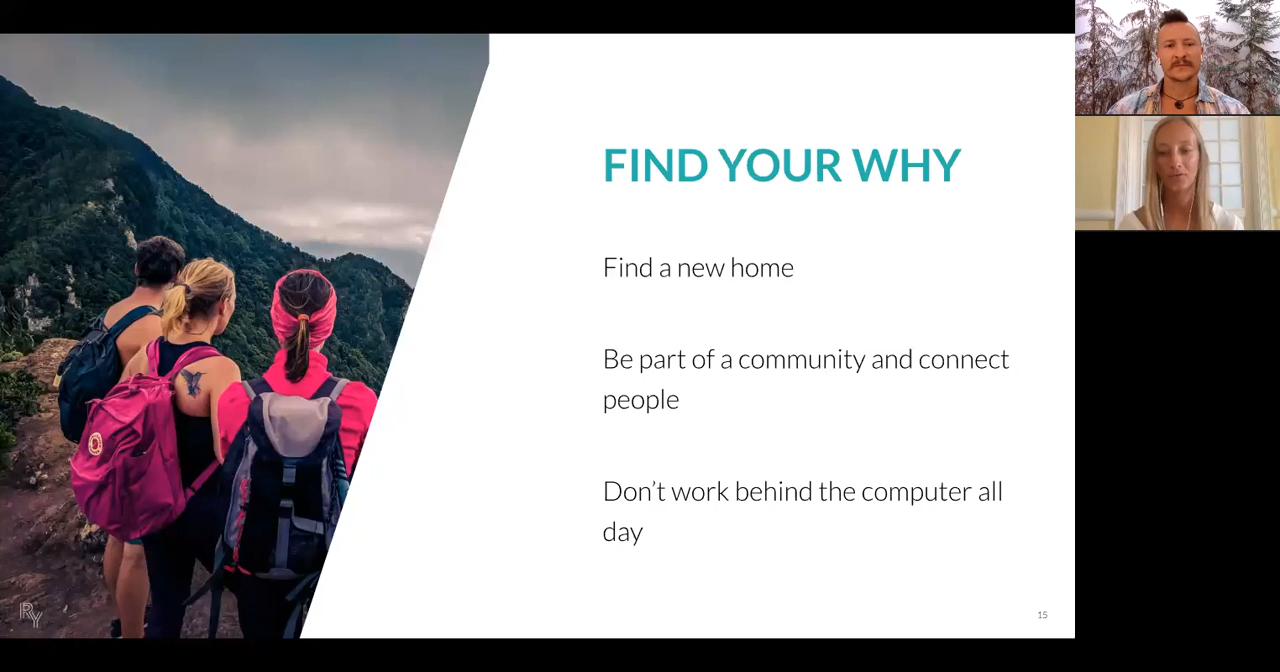 FIND YOUR WHY
Find a new home
Be part of a community and connect
people
Don’t work behind the computer all
day
RY
15